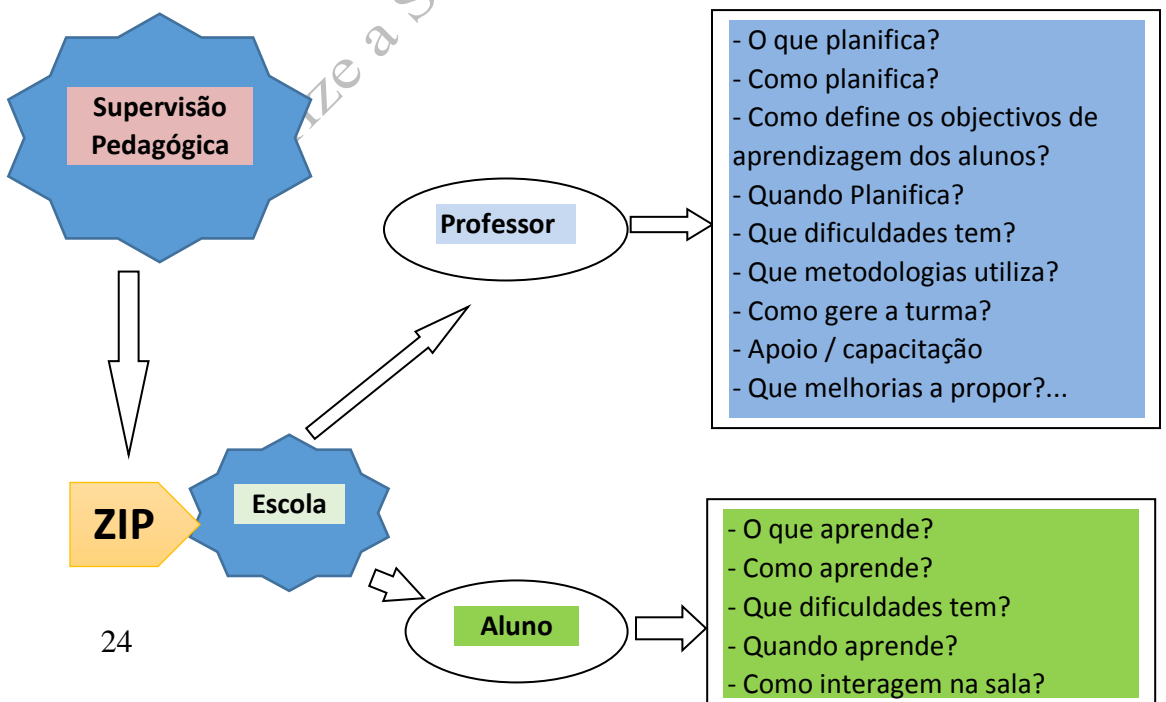 Supervisão
Pedagógica
- O que planifica?
- Como planifica?
- Como define os objectivos de
aprendizagem dos alunos?
- Quando Planifica?
- Que dificuldades tem?
- Que metodologias utiliza?
- Como gere a turma?
- Apoio / capacitação
- Que melhorias a propor?...
Professor
ZIP
Escola
Aluno
- O que aprende?
- Como aprende?
- Que dificuldades tem?
- Quando aprende?
- Como interagem na sala?
24